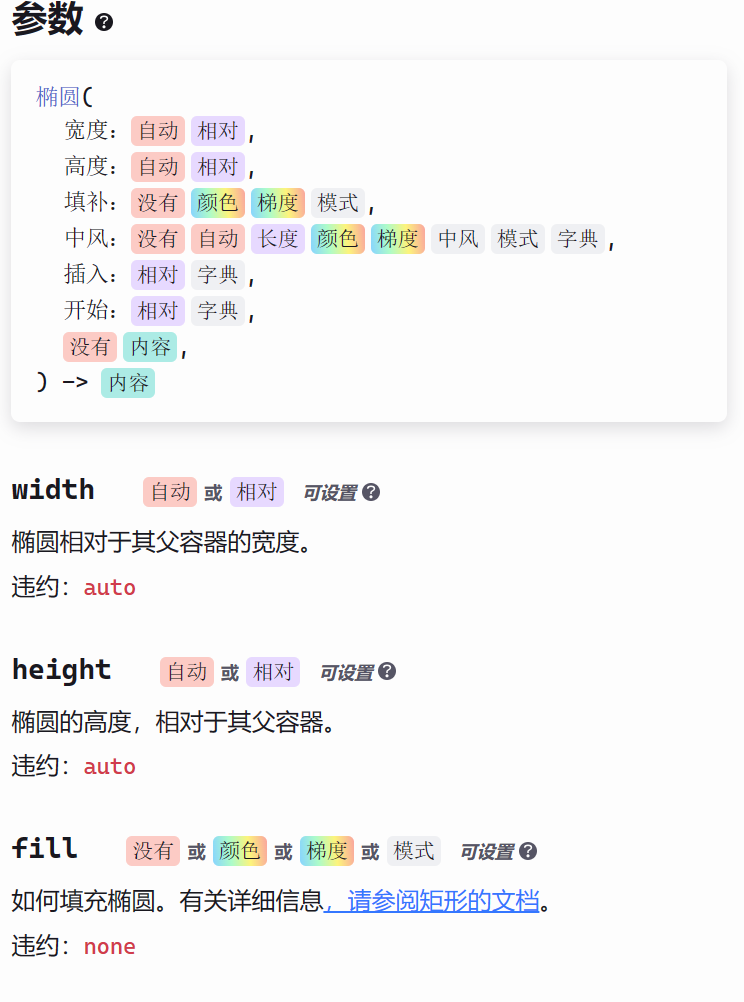 参数 ?
椭圆(
宽度：自动 相对,
高度：自动 相对,
填补：没有 颜色 梯度 模式,
中风：没有 自动 长度 颜色 梯度 中风 模式 字典,
插入：相对 字典,
开始：相对 字典,
没有 内容,
) -> 内容
width 自动 或 相对 可设置 ?
椭圆相对于其父容器的宽度。
违约：auto
height 自动 或 相对 可设置 ?
椭圆的高度，相对于其父容器。
违约：auto
fill 没有 或 颜色 或 梯度 或 模式 可设置 ?
如何填充椭圆。有关详细信息，请参阅矩形的文档。
违约：none